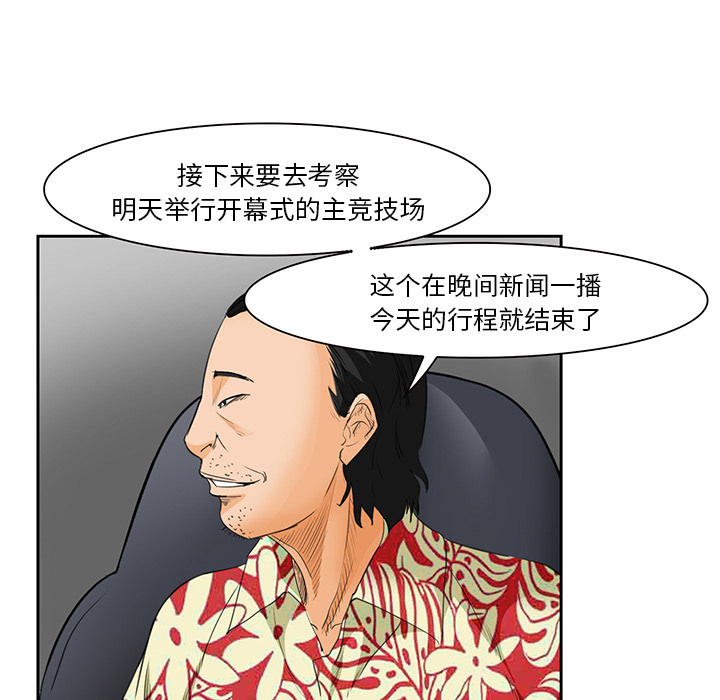 接下来要去考察
明天举行开幕式的主竞技场
这个在晚间新闻一播
今天的行程就结束了